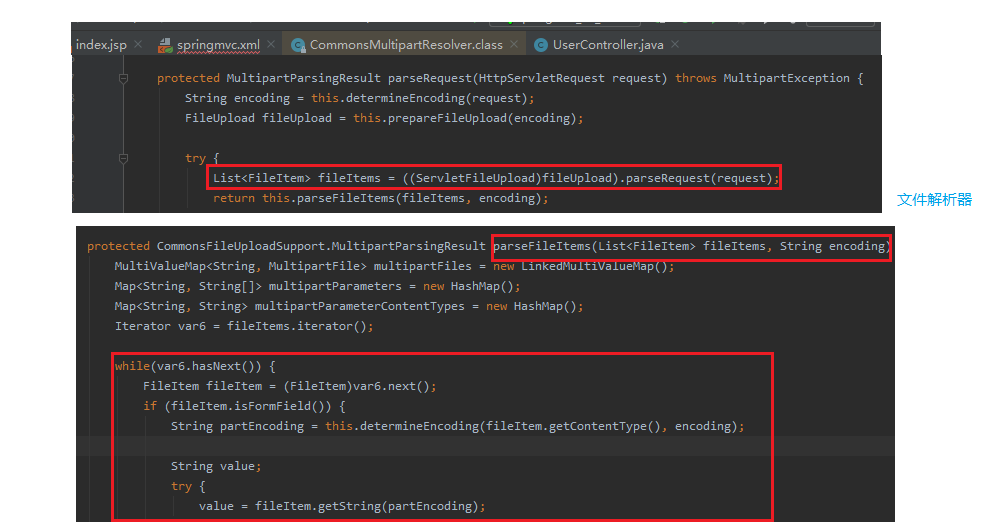 index.jsp springmvc.xml CommonsMultipartResolver.class UserController.java
protected MultipartParsingResult parseRequest(HttpServletRequest request) throws MultipartException {
String encoding = this.determineEncoding(request);
FileUpload fileUpload = this.prepareFileUpload(encoding);
try {
List<FileItem> fileItems = ((ServletFileUpload)fileUpload).parseRequest(request);
return this.parseFileItems(fileItems, encoding);
文件解析器
protected CommonsFileUploadSupport.MultipartParsingResult parseFileItems(List<FileItem> fileItems, String encoding)
MultiValueMap<String, MultipartFile> multipartFiles = new LinkedMultiValueMap();
Map<String, String[]> multipartParameters = new HashMap();
Map<String, String> multipartParameterContentTypes = new HashMap();
Iterator var6 = fileItems.iterator();
while(var6.hasNext()) {
FileItem fileItem = (FileItem)var6.next();
if (fileItem.isFormField()) {
String partEncoding = this.determineEncoding(fileItem.getContentType(), encoding);
String value;
try {
value = fileItem.getString(partEncoding);